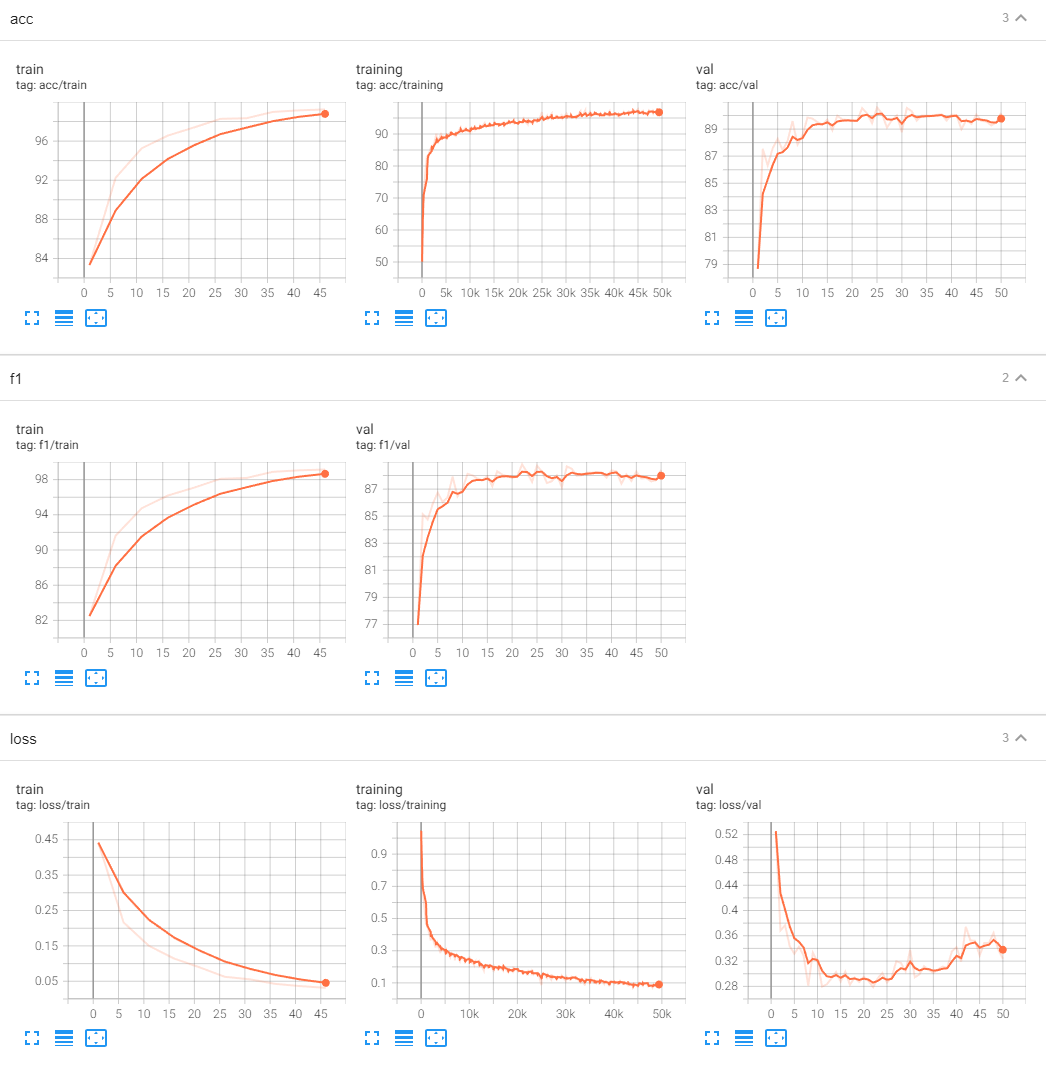 acc 3
train
tag: acc/train
96
92
88
84
0 5 10 15 20 25 30 35 40 45
training
tag: acc/training
90
80
70
60
50
0 5k 10k 15k 20k 25k 30k 35k 40k 45k 50k
val
tag: acc/val
89
87
85
83
81
79
0 5 10 15 20 25 30 35 40 45 50
f1 2
train
tag: f1/train
98
94
90
86
82
0 5 10 15 20 25 30 35 40 45
val
tag: f1/val
87
85
83
81
79
77
0 5 10 15 20 25 30 35 40 45 50
loss 3
train
tag: loss/train
0.45
0.35
0.25
0.15
0.05
0 5 10 15 20 25 30 35 40 45
training
tag: loss/training
0.9
0.7
0.5
0.3
0.1
0 10k 20k 30k 40k 50k
val
tag: loss/val
0.52
0.48
0.44
0.4
0.36
0.32
0.28
0 5 10 15 20 25 30 35 40 45 50